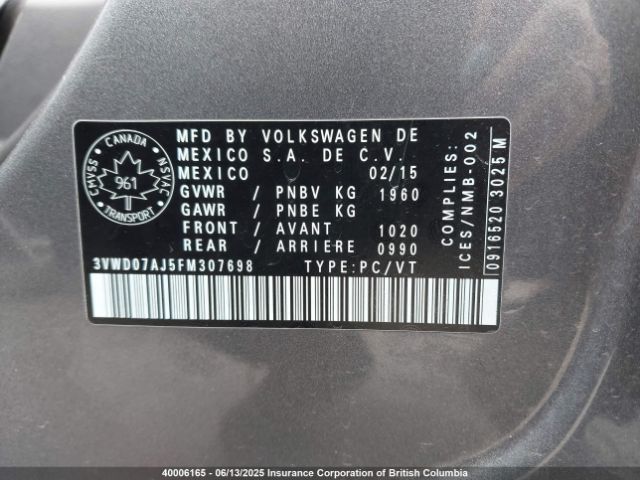 CANADA
CMVSS
NSVAC
961
TRANSPORT
MFD BY VOLKSWAGEN DE
MEXICO S.A. DE C.V.
MEXICO 02/15
GVWR / PNBV KG 1960
GAWR / PNBE KG
FRONT / AVANT 1020
REAR / ARRIERE 0990
3VWD07AJ5FM307698 TYPE:PC/VT
COMPLIES:
ICES/NMB-002
0916520 3025 M
40006165 - 06/13/2025 Insurance Corporation of British Columbia